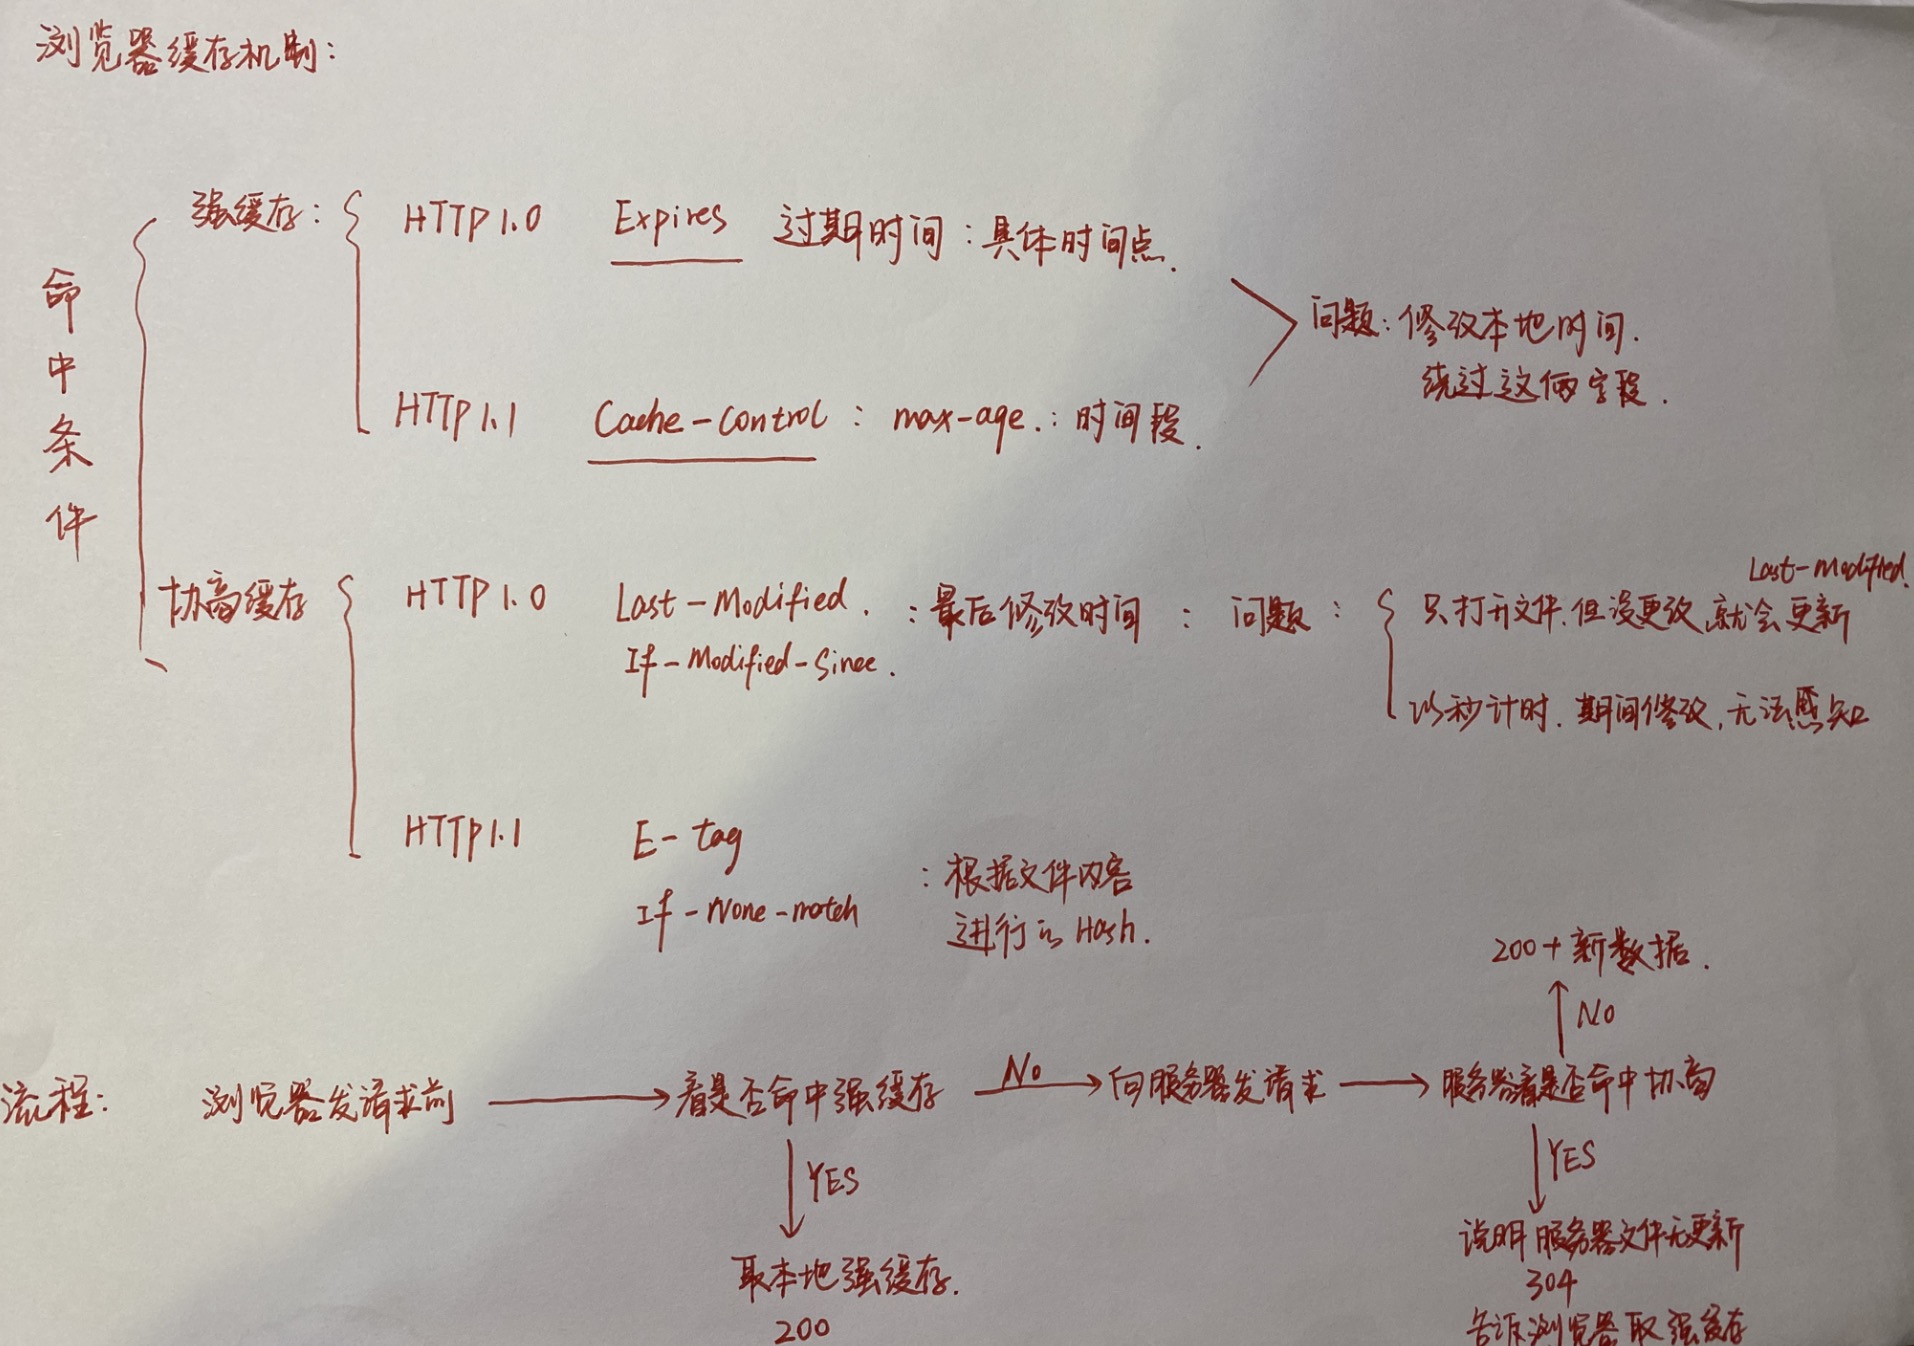 浏览器缓存机制：
命中条件
强缓存：
HTTP1.0 Expires 过期时间：具体时间点.
HTTP1.1 Cache-Control：max-age.：时间段.
问题：修改本地时间.
绕过这俩字段.
协商缓存
HTTP1.0 Last-Modified. ：最后修改时间：问题：
If-Modified-Since.
Last-Modified.
只打开文件.但没更改,就会更新
以秒计时.期间修改,无法感知
HTTP1.1 E-tag
If-None-match
：根据文件内容
进行的Hash.
流程：浏览器发请求前 看是否命中强缓存 No 向服务器发请求 服务器看是否命中协商
NO
200+新数据.
YES
取本地强缓存.
200
YES
说明服务器文件无更新
304
告诉浏览器取强缓存